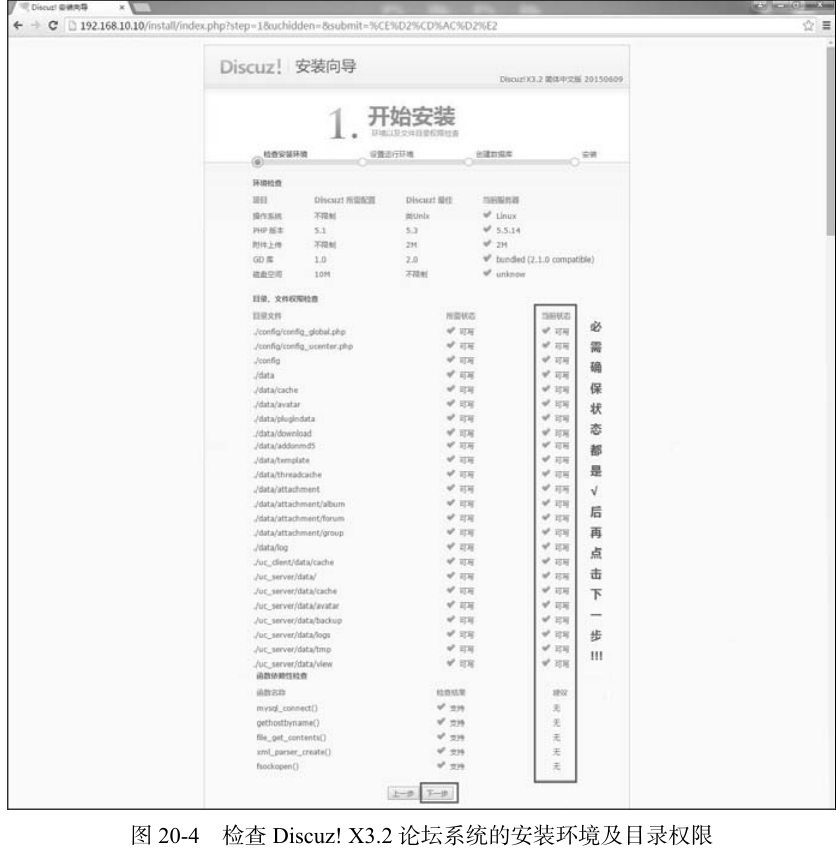 Discuz! 安装向导
192.168.10.10/install/index.php?step=1&uchidden=&submit=%CE%D2%CD%AC%D2%E2
Discuz! 安装向导
Discuz!X3.2 简体中文版 20150609
1. 开始安装
环境以及文件目录权限检查
检查安装环境 设置运行环境 创建数据库 安装
环境检查
项目 Discuz! 所需配置 Discuz! 最佳 当前服务器
操作系统 不限制 类Unix ✔ Linux
PHP 版本 5.1 5.3 ✔ 5.5.14
附件上传 不限制 2M ✔ 2M
GD 库 1.0 2.0 ✔ bundled (2.1.0 compatible)
磁盘空间 10M 不限制 ✔ unknow
目录、文件权限检查
目录文件 所需状态 当前状态
./config/config_global.php ✔ 可写 ✔ 可写
./config/config_ucenter.php ✔ 可写 ✔ 可写
./config ✔ 可写 ✔ 可写
./data ✔ 可写 ✔ 可写
./data/cache ✔ 可写 ✔ 可写
./data/avatar ✔ 可写 ✔ 可写
./data/plugindata ✔ 可写 ✔ 可写
./data/download ✔ 可写 ✔ 可写
./data/addonmd5 ✔ 可写 ✔ 可写
./data/template ✔ 可写 ✔ 可写
./data/threadcache ✔ 可写 ✔ 可写
./data/attachment ✔ 可写 ✔ 可写
./data/attachment/album ✔ 可写 ✔ 可写
./data/attachment/forum ✔ 可写 ✔ 可写
./data/attachment/group ✔ 可写 ✔ 可写
./data/log ✔ 可写 ✔ 可写
./uc_client/data/cache ✔ 可写 ✔ 可写
./uc_server/data/ ✔ 可写 ✔ 可写
./uc_server/data/cache ✔ 可写 ✔ 可写
./uc_server/data/avatar ✔ 可写 ✔ 可写
./uc_server/data/backup ✔ 可写 ✔ 可写
./uc_server/data/logs ✔ 可写 ✔ 可写
./uc_server/data/tmp ✔ 可写 ✔ 可写
./uc_server/data/view ✔ 可写 ✔ 可写
必需确保状态都是√后再点击下一步!!!
函数依赖性检查
函数名称 检查结果 建议
mysql_connect() ✔ 支持 无
gethostbyname() ✔ 支持 无
file_get_contents() ✔ 支持 无
xml_parser_create() ✔ 支持 无
fsockopen() ✔ 支持 无
上一步 下一步
图 20-4 检查 Discuz! X3.2 论坛系统的安装环境及目录权限